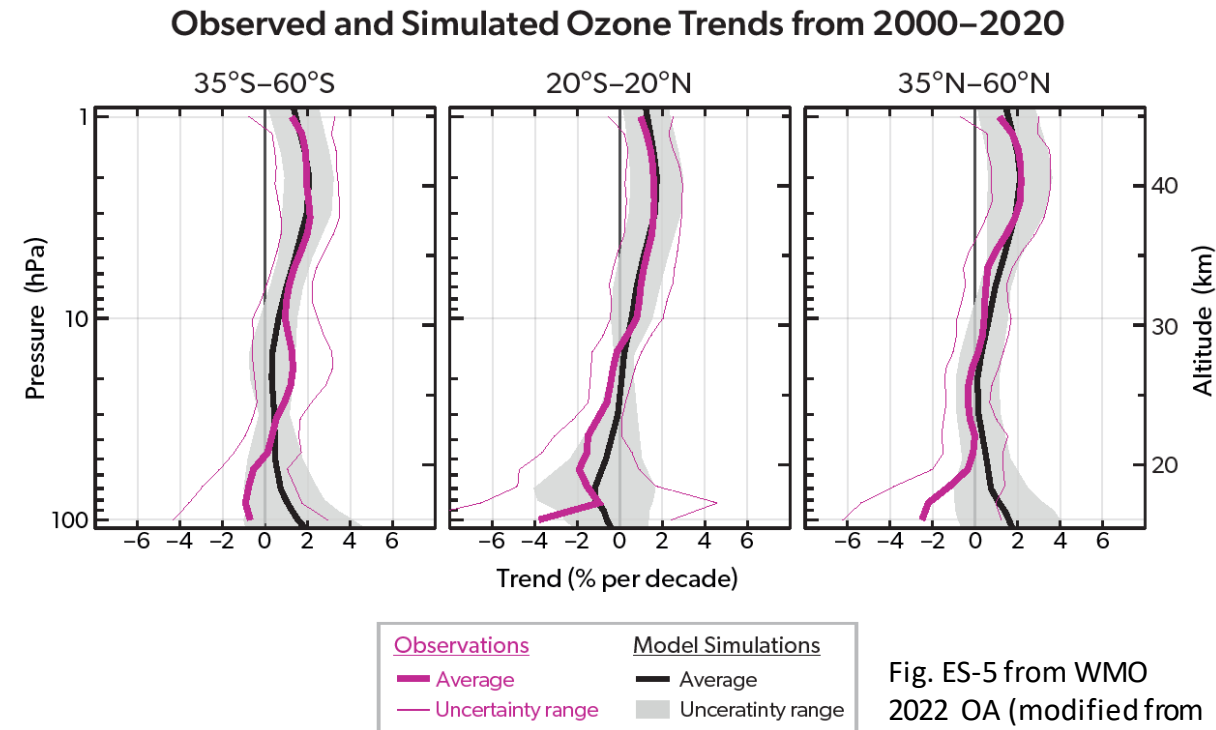 Observed and Simulated Ozone Trends from 2000–2020
35°S–60°S 20°S–20°N 35°N–60°N
1
10
100
Pressure (hPa)
40
30
20
Altitude (km)
−6 −4 −2 0 2 4 6 −6 −4 −2 0 2 4 6 −6 −4 −2 0 2 4 6
Trend (% per decade)
Observations
Average
Uncertainty range
Model Simulations
Average
Unceratinty range
Fig. ES-5 from WMO
2022 OA (modified from